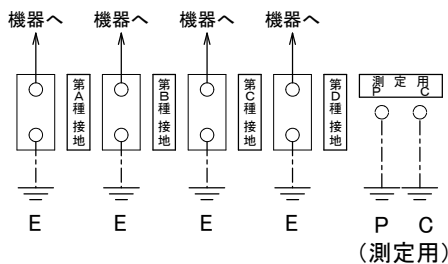 機器へ 機器へ 機器へ 機器へ
第A種接地 第B種接地 第C種接地 第D種接地 測定用
P C
E E E E P C
(測定用)